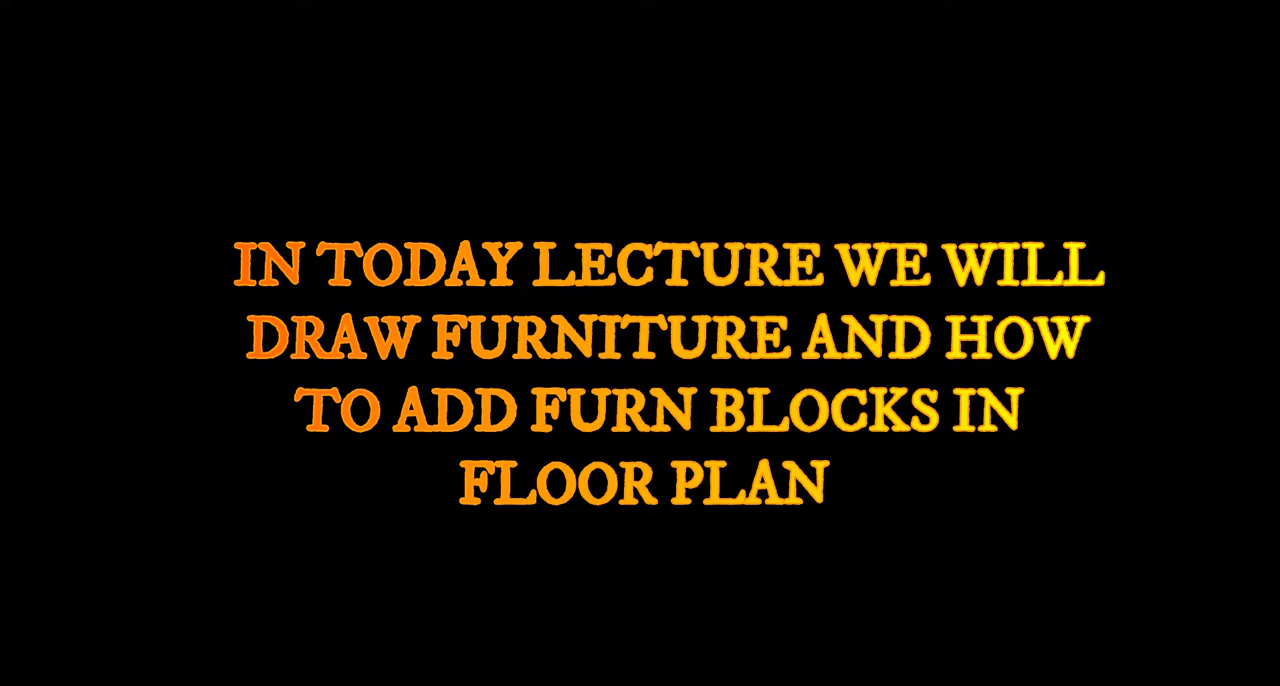 IN TODAY LECTURE WE WILL
DRAW FURNITURE AND HOW
TO ADD FURN BLOCKS IN
FLOOR PLAN